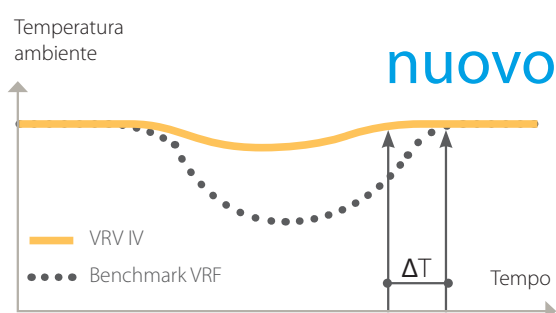 Temperatura
ambiente
nuovo
VRV IV
Benchmark VRF
ΔT
Tempo